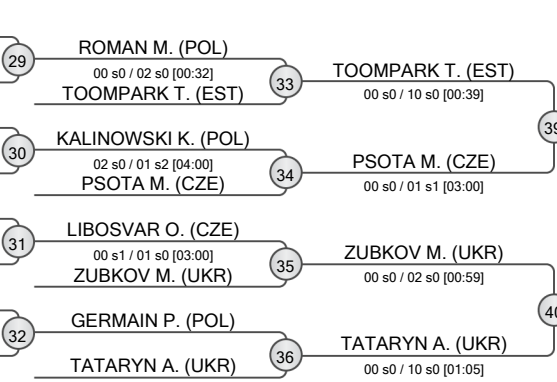 29
ROMAN M. (POL)
00 s0 / 02 s0 [00:32]
TOOMPARK T. (EST)
33
TOOMPARK T. (EST)
00 s0 / 10 s0 [00:39]
39
30
KALINOWSKI K. (POL)
02 s0 / 01 s2 [04:00]
PSOTA M. (CZE)
34
PSOTA M. (CZE)
00 s0 / 01 s1 [03:00]
31
LIBOSVAR O. (CZE)
00 s1 / 01 s0 [03:00]
ZUBKOV M. (UKR)
35
ZUBKOV M. (UKR)
00 s0 / 02 s0 [00:59]
40
32
GERMAIN P. (POL)
TATARYN A. (UKR)
36
TATARYN A. (UKR)
00 s0 / 10 s0 [01:05]